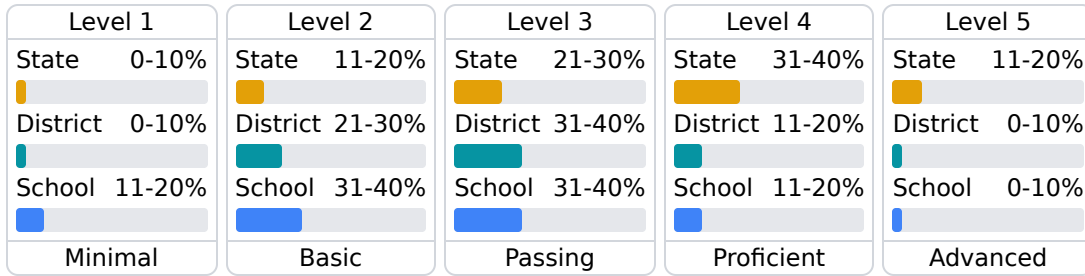 Level 1
State 0-10%
District 0-10%
School 11-20%
Minimal
Level 2
State 11-20%
District 21-30%
School 31-40%
Basic
Level 3
State 21-30%
District 31-40%
School 31-40%
Passing
Level 4
State 31-40%
District 11-20%
School 11-20%
Proficient
Level 5
State 11-20%
District 0-10%
School 0-10%
Advanced